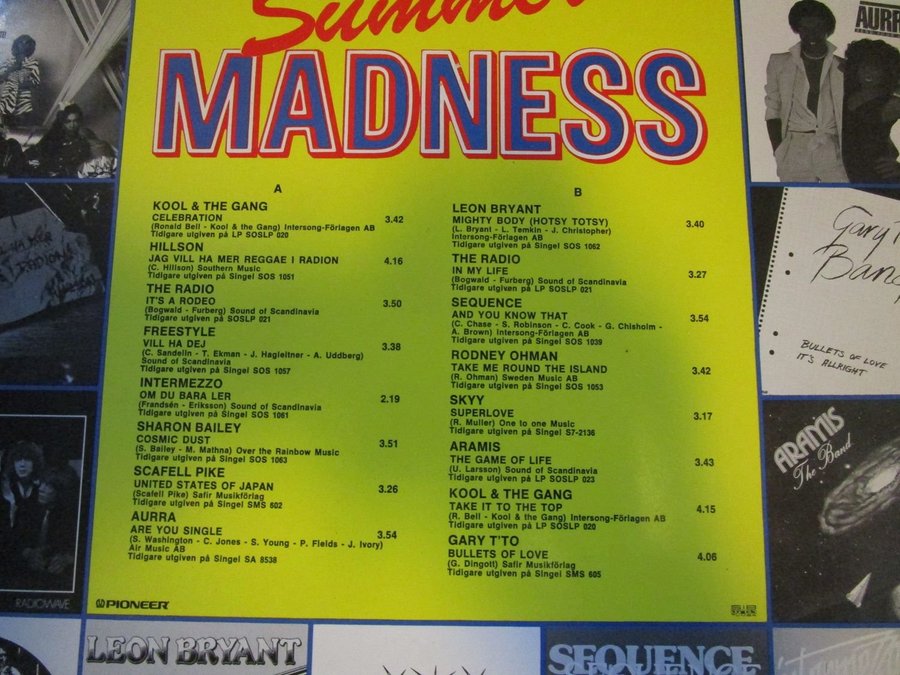 Summer
MADNESS
AURRA
A
KOOL & THE GANG
CELEBRATION 3.42
(Ronald Bell - Kool & the Gang) Intersong-Förlagen AB
Tidigare utgiven på LP SOSLP 020
HILLSON
JAG VILL HA MER REGGAE I RADION 4.16
(C. Hillson) Southern Music
Tidigare utgiven på Singel SOS 1051
THE RADIO
IT'S A RODEO 3.50
(Bogwald - Furberg) Sound of Scandinavia
Tidigare utgiven på LP SOSLP 021
FREESTYLE
VILL HA DEJ 3.38
(C. Sandelin - T. Ekman - J. Hagleitner - A. Uddberg)
Sound of Scandinavia
Tidigare utgiven på Singel SOS 1057
INTERMEZZO
OM DU BARA LER 2.19
(Frandsén - Eriksson) Sound of Scandinavia
Tidigare utgiven på Singel SOS 1061
SHARON BAILEY
COSMIC DUST 3.51
(S. Bailey - M. Mathna) Over the Rainbow Music
Tidigare utgiven på Singel SOS 1063
SCAFELL PIKE
UNITED STATES OF JAPAN 3.26
(Scafell Pike) Safir Musikförlag
Tidigare utgiven på Singel SMS 602
AURRA
ARE YOU SINGLE 3.54
(S. Washington - C. Jones - S. Young - P. Fields - J. Ivory)
Air Music AB
Tidigare utgiven på Singel SA 8538
B
LEON BRYANT
MIGHTY BODY (HOTSY TOTSY) 3.40
(L. Bryant - L. Temkin - J. Christopher)
Intersong-Förlagen AB
Tidigare utgiven på Singel SOS 1062
THE RADIO
IN MY LIFE 3.27
(Bogwald - Furberg) Sound of Scandinavia
Tidigare utgiven på LP SOSLP 021
SEQUENCE
AND YOU KNOW THAT 3.54
(C. Chase - S. Robinson - C. Cook - G. Chisholm -
A. Brown) Intersong-Förlagen AB
Tidigare utgiven på Singel SOS 1039
RODNEY OHMAN
TAKE ME ROUND THE ISLAND 3.42
(R. Ohman) Sweden Music AB
Tidigare utgiven på Singel SOS 1053
SKYY
SUPERLOVE 3.17
(R. Muller) One to one Music
Tidigare utgiven på Singel S7-2136
ARAMIS
THE GAME OF LIFE 3.43
(U. Larsson) Sound of Scandinavia
Tidigare utgiven på LP SOSLP 023
KOOL & THE GANG
TAKE IT TO THE TOP 4.15
(R. Bell - Kool & the Gang) Intersong-Förlagen AB
Tidigare utgiven på LP SOSLP 020
GARY T'TO
BULLETS OF LOVE 4.06
(G. Dingott) Safir Musikförlag
Tidigare utgiven på Singel SMS 605
PIONEER
Gary
Band
BULLETS OF LOVE
IT'S ALLRIGHT
ARAMIS
The Band
RADIOWAVE
LEON BRYANT
SEQUENCE